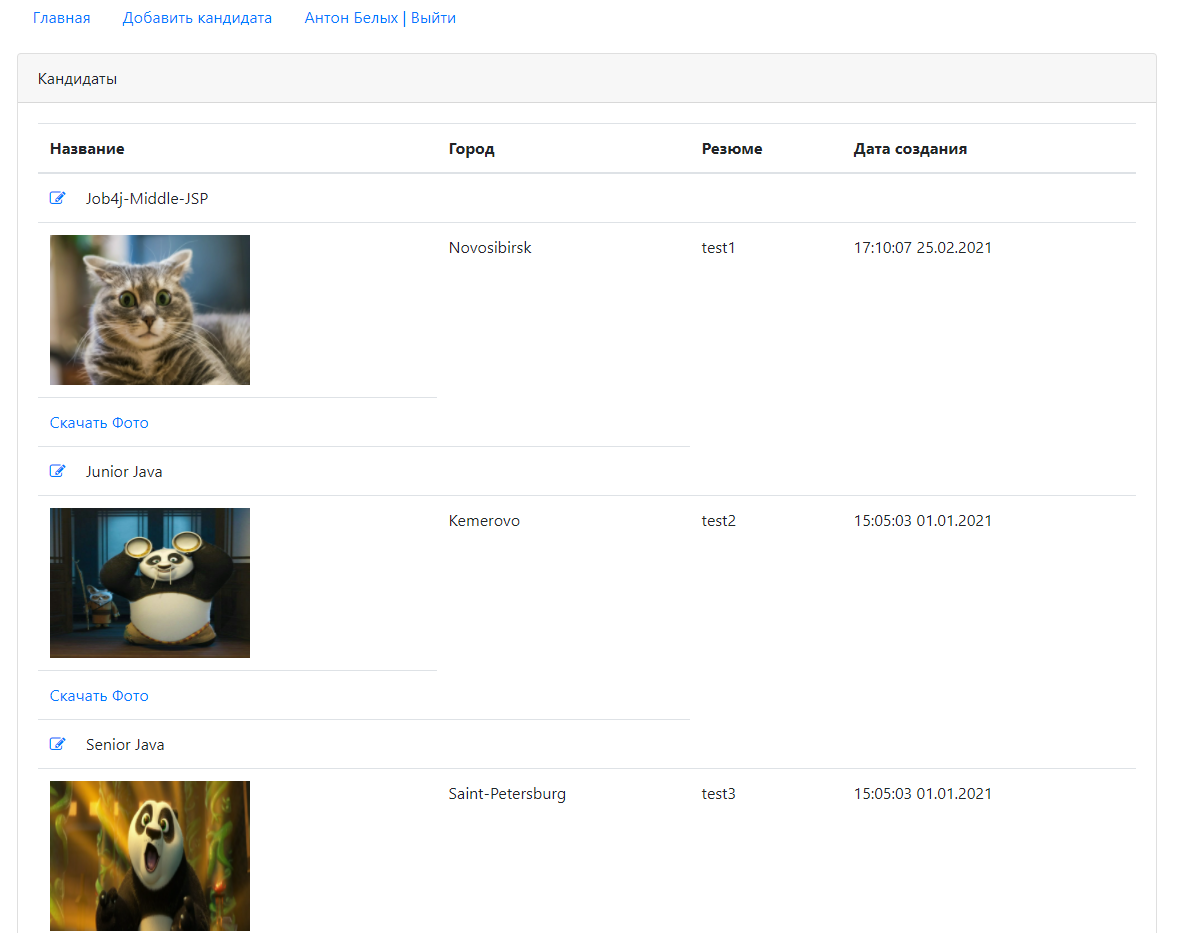 Главная Добавить кандидата Антон Белых | Выйти
Кандидаты
Название Город Резюме Дата создания
Job4j-Middle-JSP
Novosibirsk test1 17:10:07 25.02.2021
Скачать Фото
Junior Java
Kemerovo test2 15:05:03 01.01.2021
Скачать Фото
Senior Java
Saint-Petersburg test3 15:05:03 01.01.2021